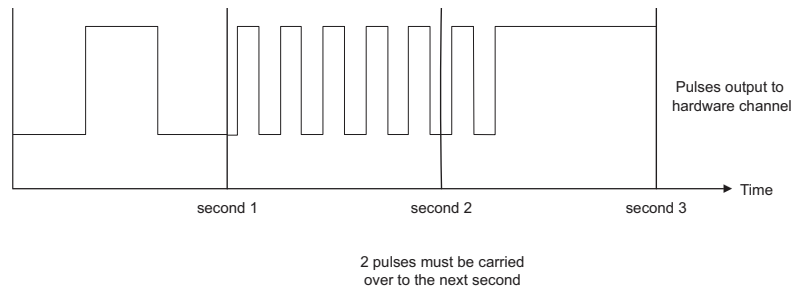 Pulses output to
hardware channel
Time
second 1
second 2
second 3
2 pulses must be carried
over to the next second